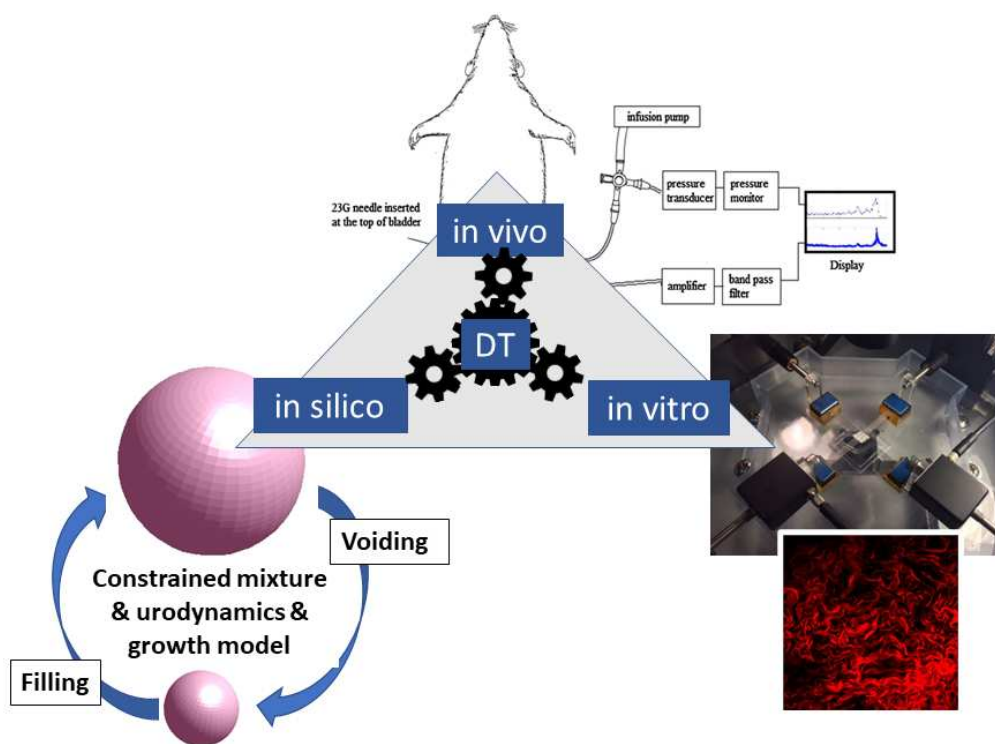 infusion pump
pressure
transducer
pressure
monitor
23G needle inserted
at the top of bladder
in vivo
Display
amplifier
band pass
filter
DT
in silico
in vitro
Voiding
Constrained mixture
& urodynamics &
growth model
Filling